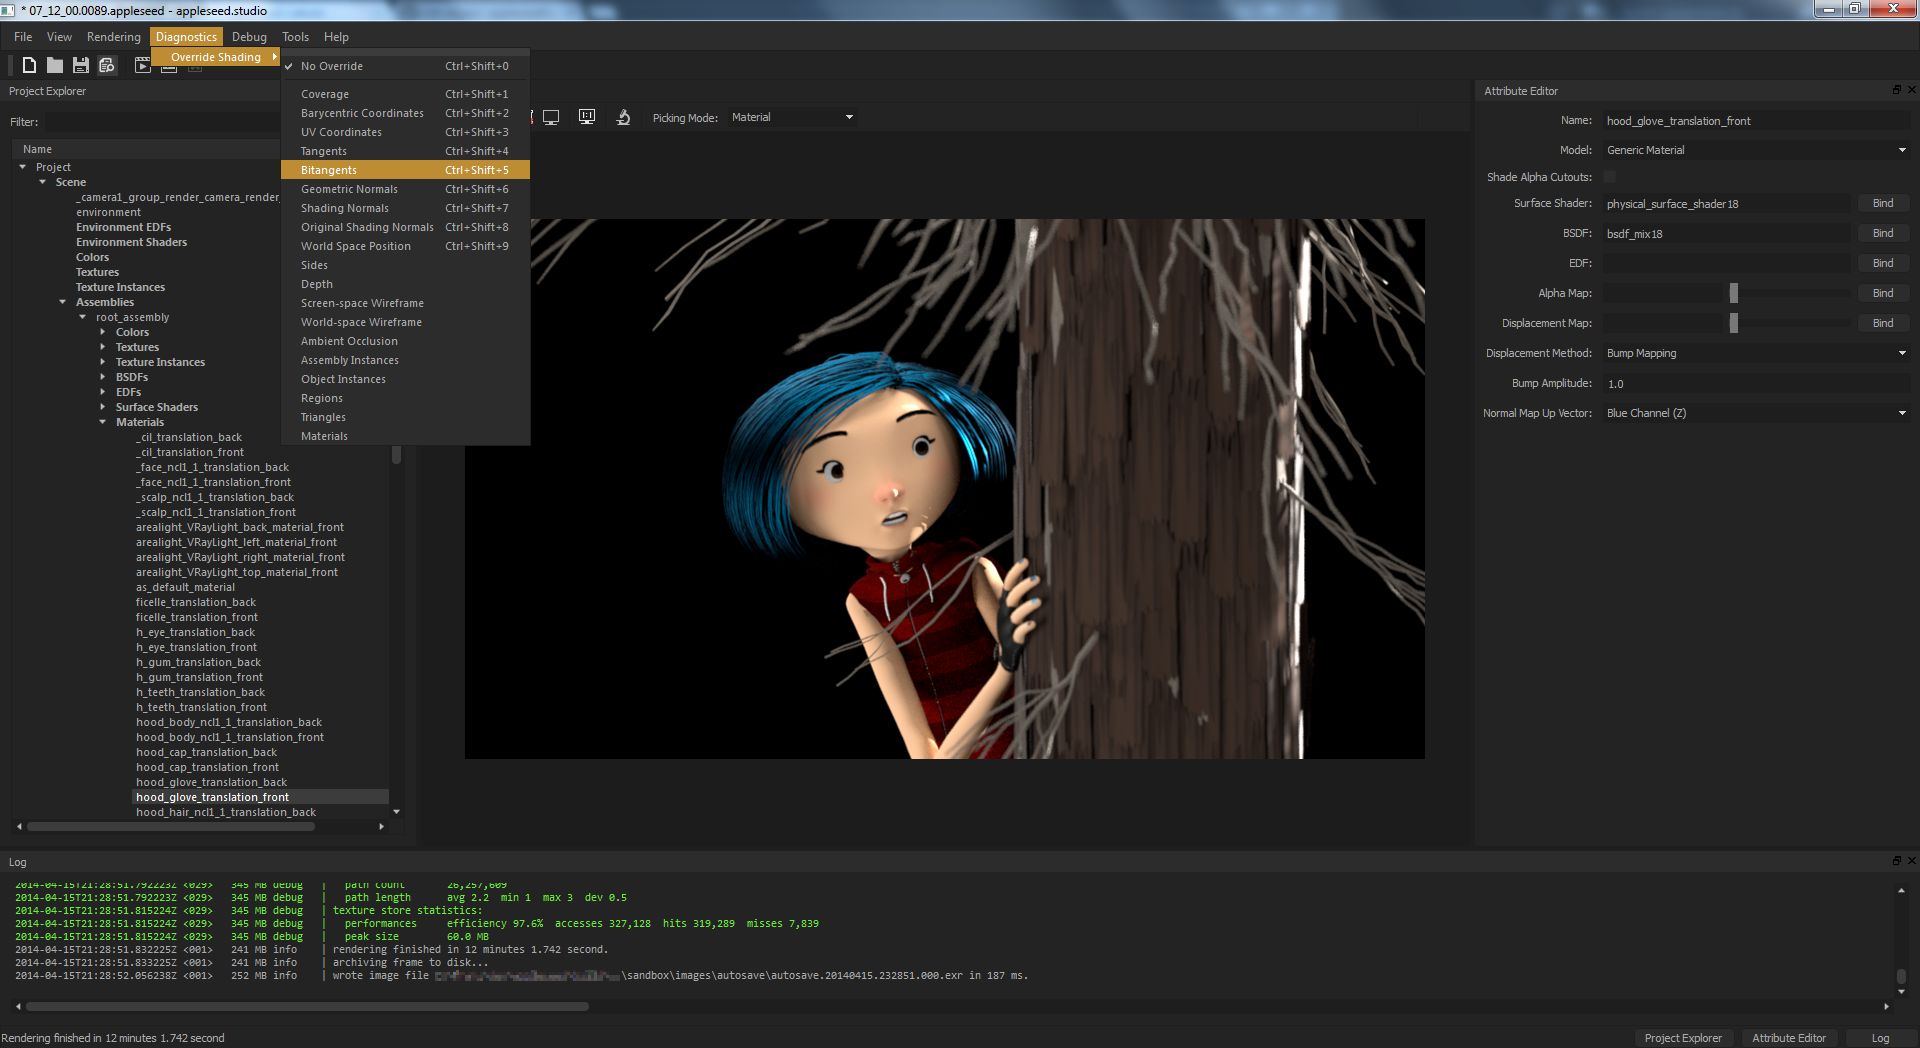 * 07_12_00.0089.appleseed - appleseed.studio
File View Rendering Diagnostics Debug Tools Help
Override Shading
No Override Ctrl+Shift+0
Coverage Ctrl+Shift+1
Barycentric Coordinates Ctrl+Shift+2
UV Coordinates Ctrl+Shift+3
Tangents Ctrl+Shift+4
Bitangents Ctrl+Shift+5
Geometric Normals Ctrl+Shift+6
Shading Normals Ctrl+Shift+7
Original Shading Normals Ctrl+Shift+8
World Space Position Ctrl+Shift+9
Sides
Depth
Screen-space Wireframe
World-space Wireframe
Ambient Occlusion
Assembly Instances
Object Instances
Regions
Triangles
Materials
Project Explorer
Filter:
Name
Project
Scene
_camera1_group_render_camera_render_
environment
Environment EDFs
Environment Shaders
Colors
Textures
Texture Instances
Assemblies
root_assembly
Colors
Textures
Texture Instances
BSDFs
EDFs
Surface Shaders
Materials
_cil_translation_back
_cil_translation_front
_face_ncl1_1_translation_back
_face_ncl1_1_translation_front
_scalp_ncl1_1_translation_back
_scalp_ncl1_1_translation_front
arealight_VRayLight_back_material_front
arealight_VRayLight_left_material_front
arealight_VRayLight_right_material_front
arealight_VRayLight_top_material_front
as_default_material
ficelle_translation_back
ficelle_translation_front
h_eye_translation_back
h_eye_translation_front
h_gum_translation_back
h_gum_translation_front
h_teeth_translation_back
h_teeth_translation_front
hood_body_ncl1_1_translation_back
hood_body_ncl1_1_translation_front
hood_cap_translation_back
hood_cap_translation_front
hood_glove_translation_back
hood_glove_translation_front
hood_hair_ncl1_1_translation_back
1:1
Picking Mode: Material
Attribute Editor
Name: hood_glove_translation_front
Model: Generic Material
Shade Alpha Cutouts:
Surface Shader: physical_surface_shader18 Bind
BSDF: bsdf_mix18 Bind
EDF: Bind
Alpha Map: Bind
Displacement Map: Bind
Displacement Method: Bump Mapping
Bump Amplitude: 1.0
Normal Map Up Vector: Blue Channel (Z)
Log
2014-04-15T21:28:51.792223Z <029> 345 MB debug | path count 26,257,609
2014-04-15T21:28:51.792223Z <029> 345 MB debug | path length avg 2.2 min 1 max 3 dev 0.5
2014-04-15T21:28:51.815224Z <029> 345 MB debug | texture store statistics:
2014-04-15T21:28:51.815224Z <029> 345 MB debug | performances efficiency 97.6% accesses 327,128 hits 319,289 misses 7,839
2014-04-15T21:28:51.815224Z <029> 345 MB debug | peak size 60.0 MB
2014-04-15T21:28:51.832225Z <001> 241 MB info | rendering finished in 12 minutes 1.742 second.
2014-04-15T21:28:51.833225Z <001> 241 MB info | archiving frame to disk...
2014-04-15T21:28:52.056238Z <001> 252 MB info | wrote image file \sandbox\images\autosave\autosave.20140415.232851.000.exr in 187 ms.
Rendering finished in 12 minutes 1.742 second
Project Explorer Attribute Editor Log